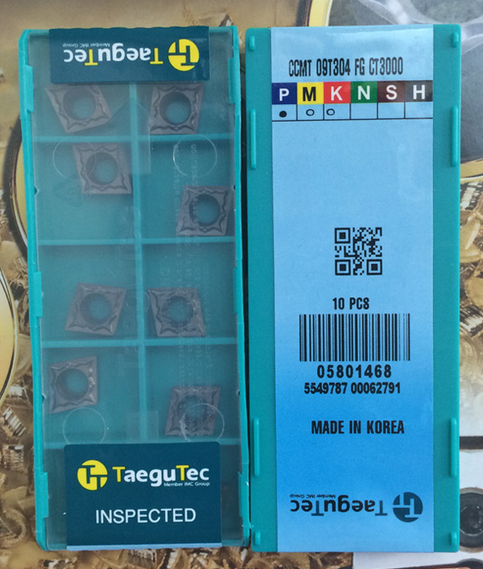 TaeguTec
Member IMC Group
TaeguTec
Member IMC Group
INSPECTED
CCMT 09T304 FG CT3000
P M K N S H
10 PCS
05801468
5549787 00062791
MADE IN KOREA
TaeguTec
Member IMC Group